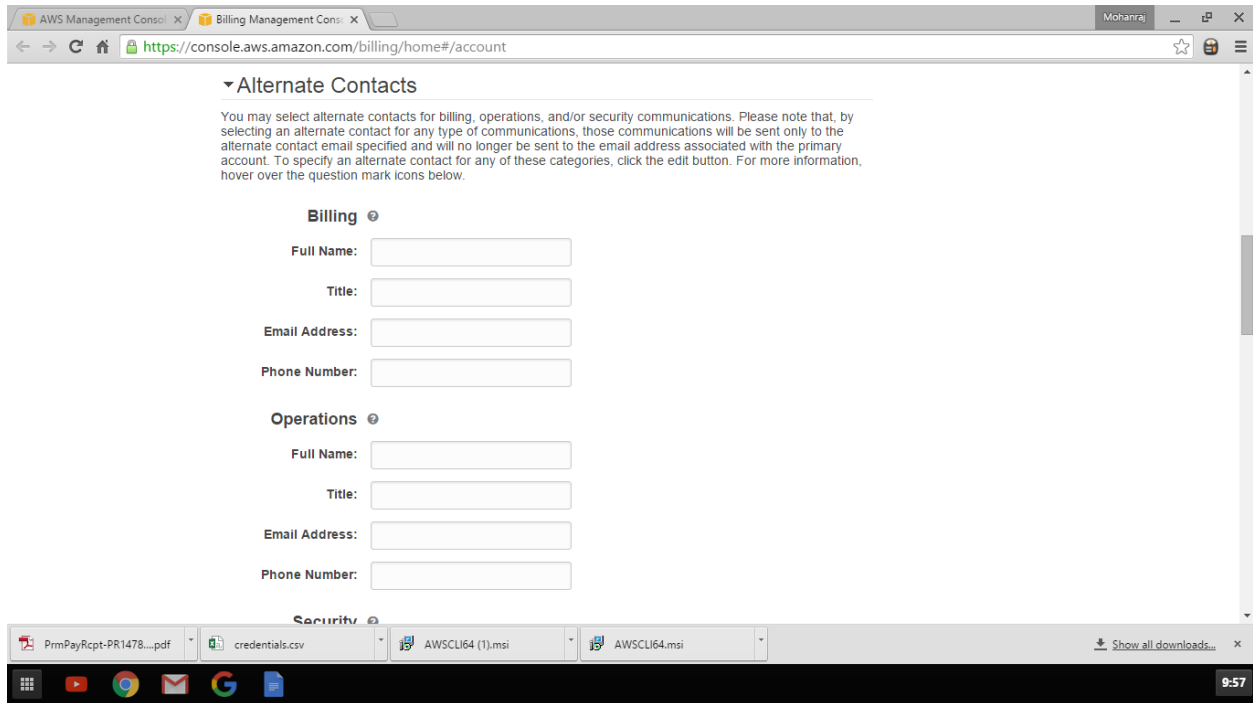 AWS Management Consol
Billing Management Cons
Mohanraj
https://console.aws.amazon.com/billing/home#/account
Alternate Contacts
You may select alternate contacts for billing, operations, and/or security communications. Please note that, by
selecting an alternate contact for any type of communications, those communications will be sent only to the
alternate contact email specified and will no longer be sent to the email address associated with the primary
account. To specify an alternate contact for any of these categories, click the edit button. For more information,
hover over the question mark icons below.
Billing
Full Name:
Title:
Email Address:
Phone Number:
Operations
Full Name:
Title:
Email Address:
Phone Number:
Security
PrmPayRcpt-PR1478....pdf
credentials.csv
AWSCLI64 (1).msi
AWSCLI64.msi
Show all downloads...
9:57